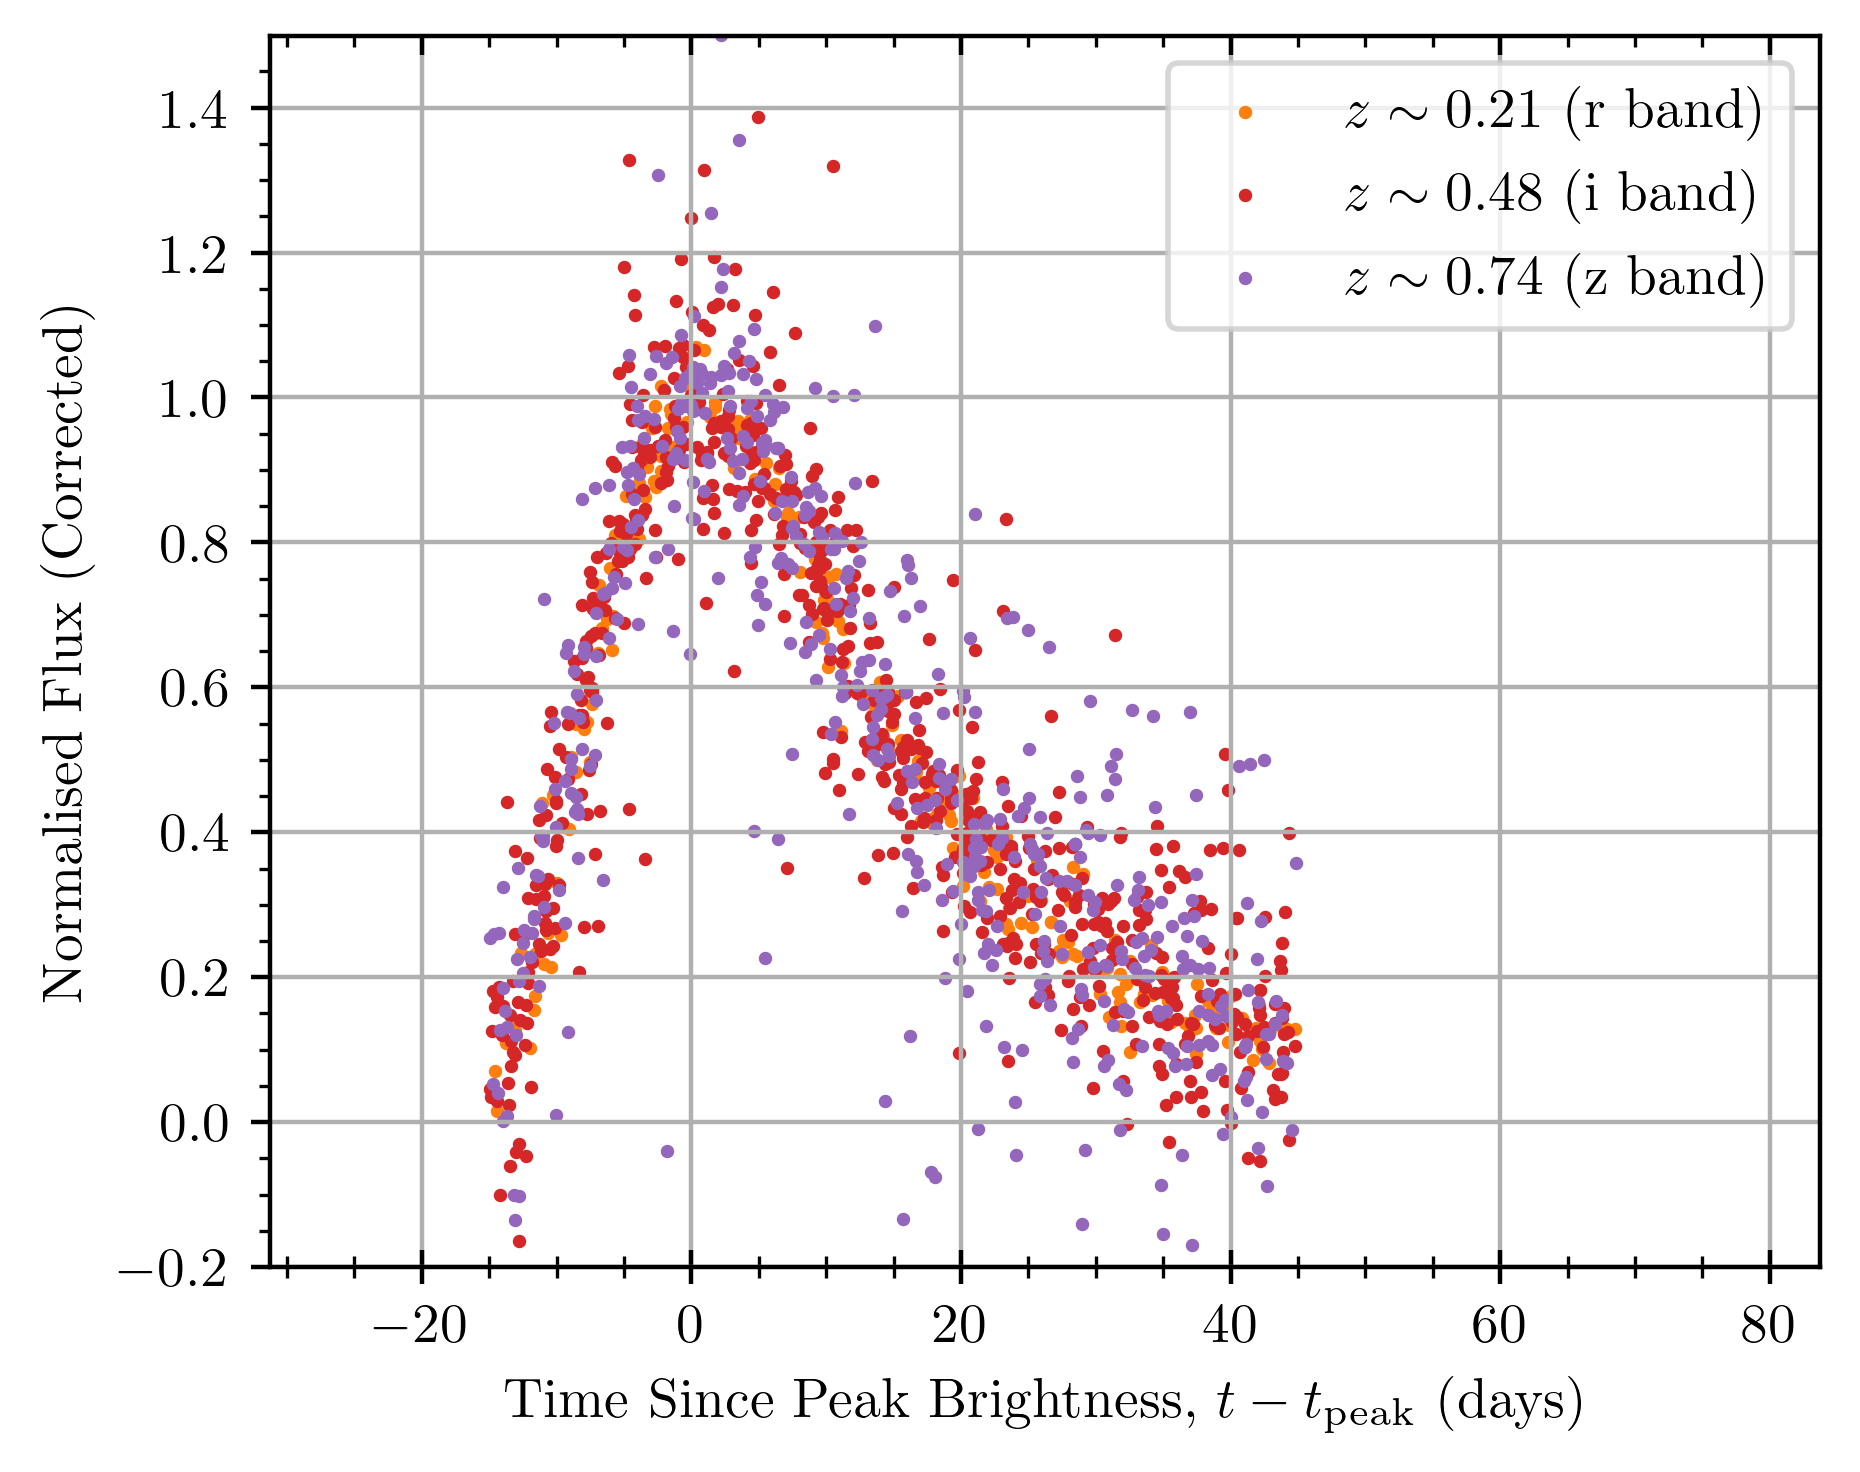 1.4
1.2
1.0
0.8
0.6
0.4
0.2
0.0
−0.2
Normalised Flux (Corrected)
z ∼ 0.21 (r band)
z ∼ 0.48 (i band)
z ∼ 0.74 (z band)
−20 0 20 40 60 80
Time Since Peak Brightness, t − t_peak (days)